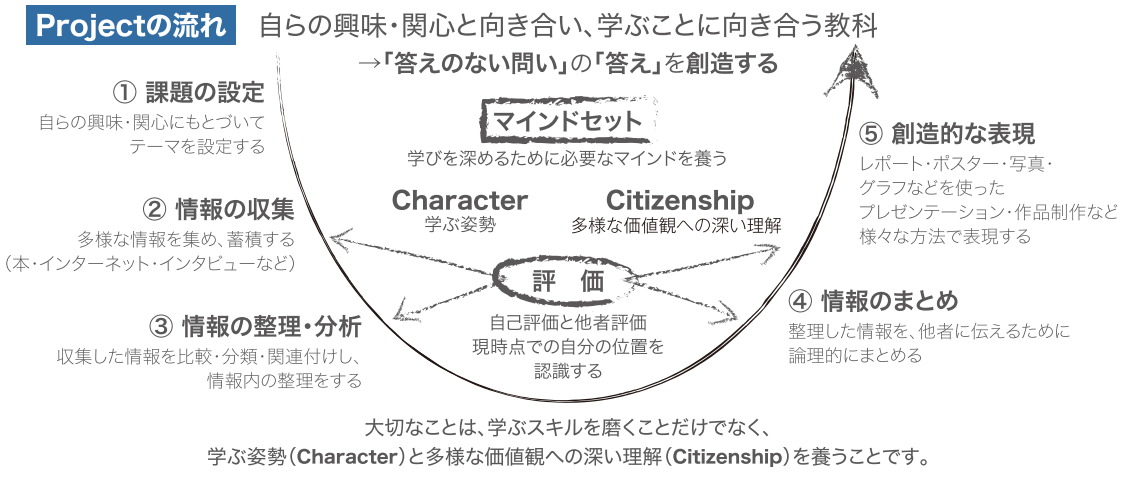 Projectの流れ
自らの興味・関心と向き合い、学ぶことに向き合う教科
→「答えのない問い」の「答え」を創造する
① 課題の設定
自らの興味・関心にもとづいて
テーマを設定する
② 情報の収集
多様な情報を集め、蓄積する
（本・インターネット・インタビューなど）
③ 情報の整理・分析
収集した情報を比較・分類・関連付けし、
情報内の整理をする
マインドセット
学びを深めるために必要なマインドを養う
Character
学ぶ姿勢
Citizenship
多様な価値観への深い理解
評　価
自己評価と他者評価
現時点での自分の位置を
認識する
④ 情報のまとめ
整理した情報を、他者に伝えるために
論理的にまとめる
⑤ 創造的な表現
レポート・ポスター・写真・
グラフなどを使った
プレゼンテーション・作品制作など
様々な方法で表現する
大切なことは、学ぶスキルを磨くことだけでなく、
学ぶ姿勢（Character）と多様な価値観への深い理解（Citizenship）を養うことです。